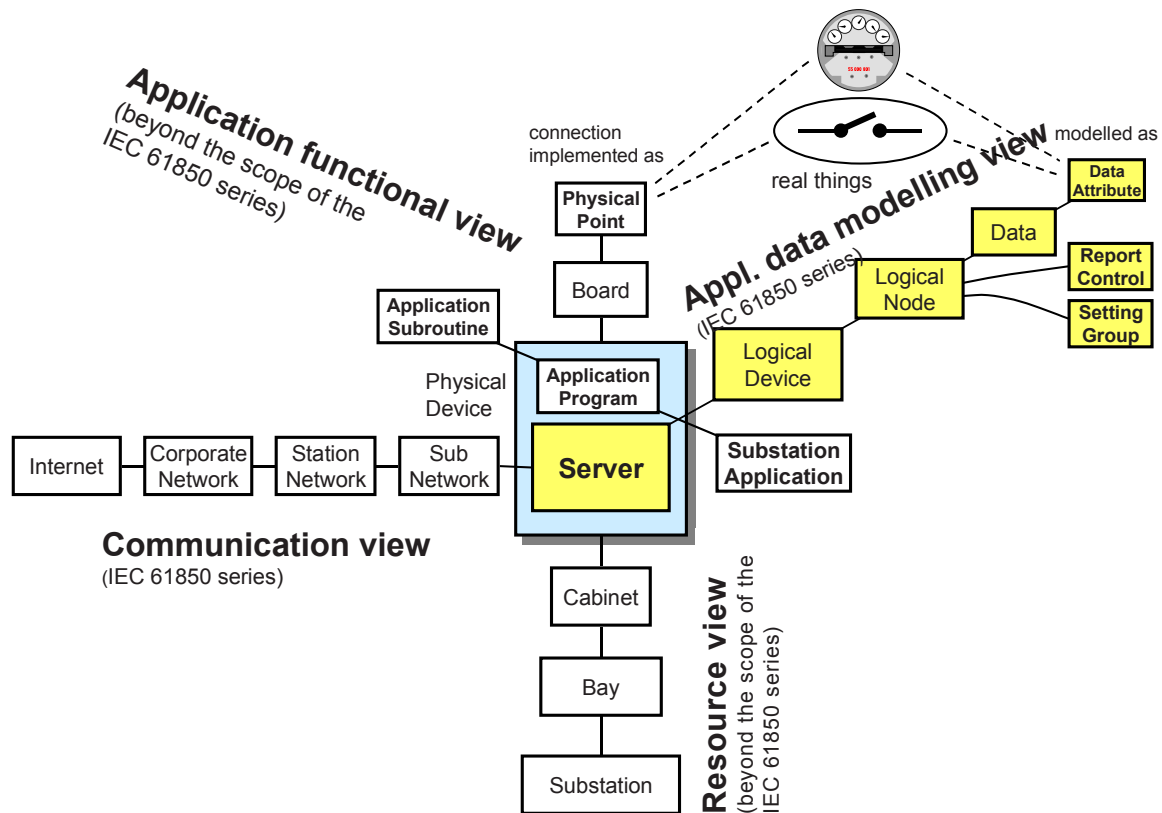 Application functional view
(beyond the scope of the
IEC 61850 series)
connection
implemented as
55 000 001
real things
modelled as
Physical
Point
Board
Application
Subroutine
Physical
Device
Application
Program
Server
Appl. data modelling view
(IEC 61850 series)
Data
Attribute
Data
Logical
Node
Report
Control
Setting
Group
Logical
Device
Substation
Application
Internet
Corporate
Network
Station
Network
Sub
Network
Communication view
(IEC 61850 series)
Cabinet
Bay
Substation
Resource view
(beyond the scope of the
IEC 61850 series)